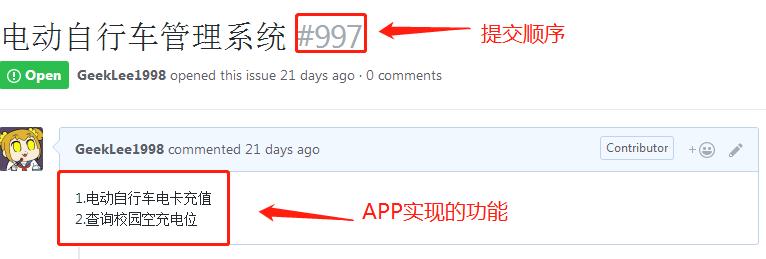 电动自行车管理系统 #997
提交顺序
Open GeekLee1998 opened this issue 21 days ago · 0 comments
GeekLee1998 commented 21 days ago
Contributor
1.电动自行车电卡充值
2.查询校园空充电位
APP实现的功能